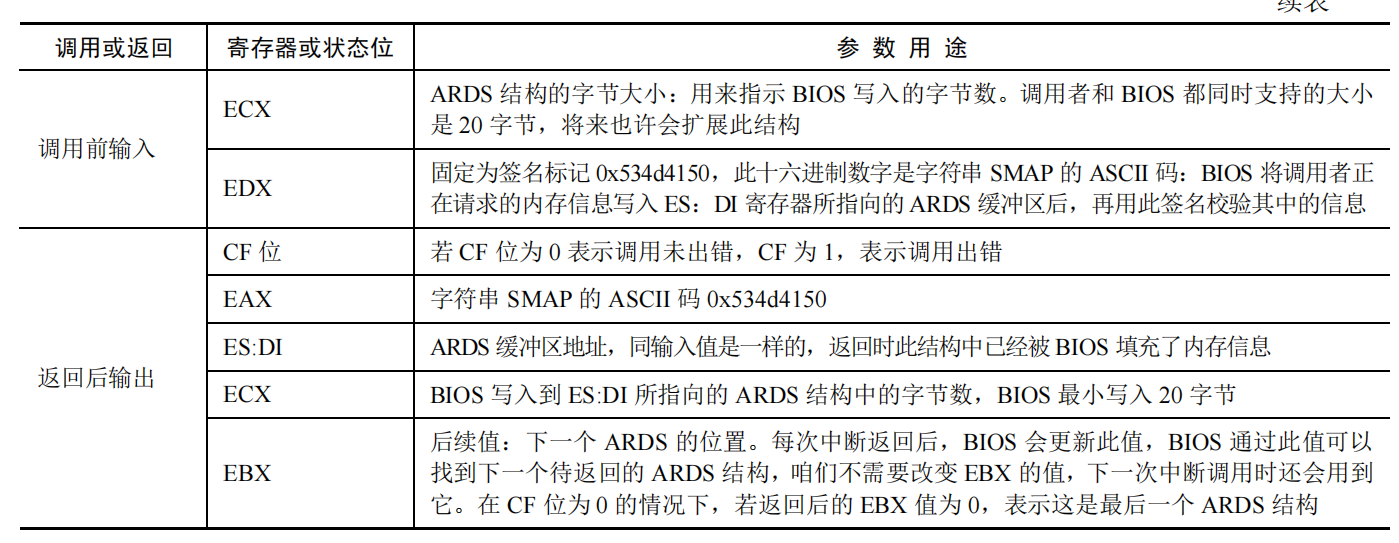 续表
调用或返回 寄存器或状态位 参 数 用 途
调用前输入
ECX
ARDS 结构的字节大小：用来指示 BIOS 写入的字节数。调用者和 BIOS 都同时支持的大小
是 20 字节，将来也许会扩展此结构
EDX
固定为签名标记 0x534d4150，此十六进制数字是字符串 SMAP 的 ASCII 码：BIOS 将调用者正
在请求的内存信息写入 ES：DI 寄存器所指向的 ARDS 缓冲区后，再用此签名校验其中的信息
返回后输出
CF 位
若 CF 位为 0 表示调用未出错，CF 为 1，表示调用出错
EAX
字符串 SMAP 的 ASCII 码 0x534d4150
ES:DI
ARDS 缓冲区地址，同输入值是一样的，返回时此结构中已经被 BIOS 填充了内存信息
ECX
BIOS 写入到 ES:DI 所指向的 ARDS 结构中的字节数，BIOS 最小写入 20 字节
EBX
后续值：下一个 ARDS 的位置。每次中断返回后，BIOS 会更新此值，BIOS 通过此值可以
找到下一个待返回的 ARDS 结构，咱们不需要改变 EBX 的值，下一次中断调用时还会用到
它。在 CF 位为 0 的情况下，若返回后的 EBX 值为 0，表示这是最后一个 ARDS 结构